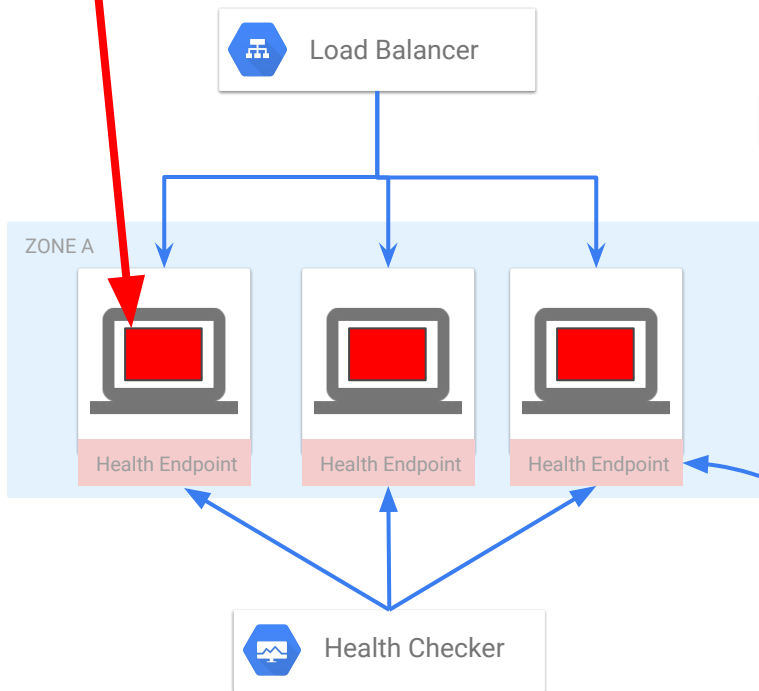 Load Balancer
ZONE A
Health Endpoint
Health Endpoint
Health Endpoint
Health Checker